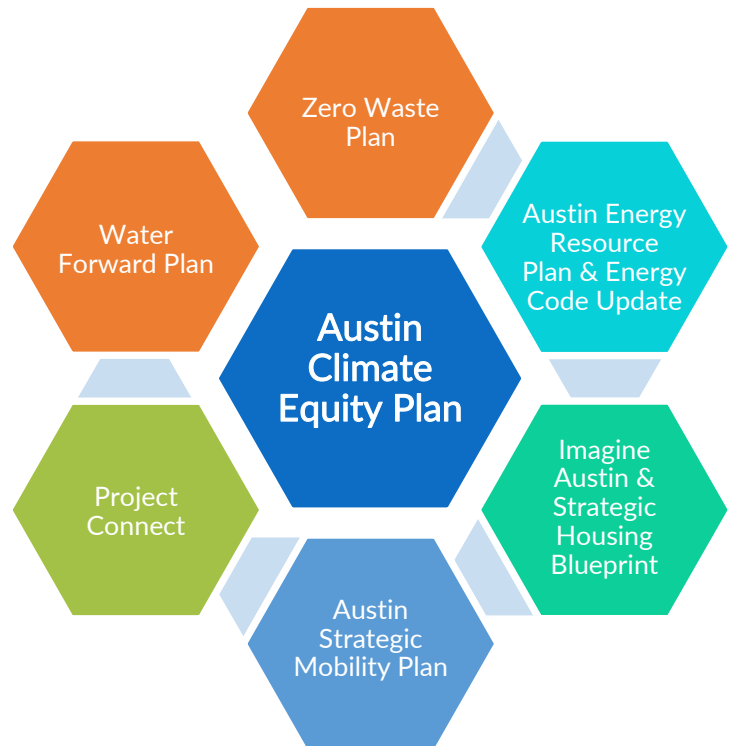 Zero Waste
Plan
Austin Energy
Resource
Plan & Energy
Code Update
Water
Forward Plan
Austin
Climate
Equity Plan
Imagine
Austin &
Strategic
Housing
Blueprint
Project
Connect
Austin
Strategic
Mobility Plan